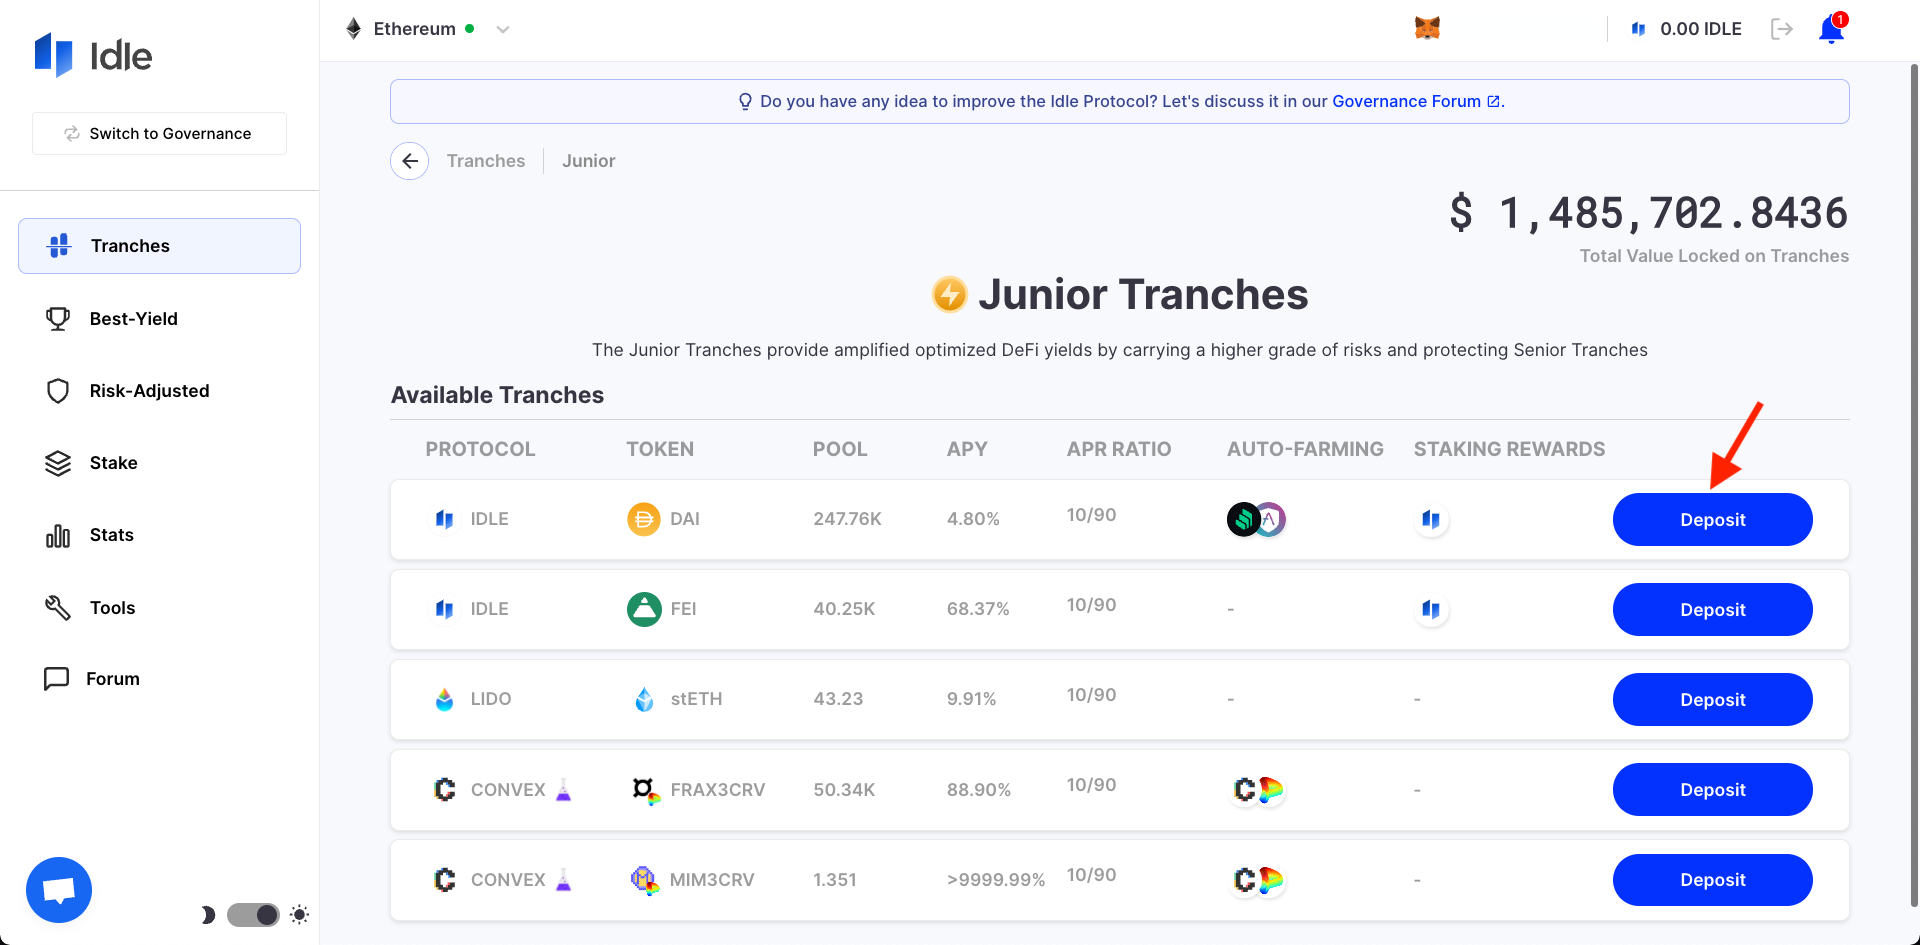 Idle
Switch to Governance
Tranches
Best-Yield
Risk-Adjusted
Stake
Stats
Tools
Forum
Ethereum
0.00 IDLE
1
Do you have any idea to improve the Idle Protocol? Let's discuss it in our Governance Forum.
Tranches Junior
$ 1,485,702.8436
Total Value Locked on Tranches
Junior Tranches
The Junior Tranches provide amplified optimized DeFi yields by carrying a higher grade of risks and protecting Senior Tranches
Available Tranches
PROTOCOL TOKEN POOL APY APR RATIO AUTO-FARMING STAKING REWARDS
IDLE DAI 247.76K 4.80% 10/90 Deposit
IDLE FEI 40.25K 68.37% 10/90 - Deposit
LIDO stETH 43.23 9.91% 10/90 - - Deposit
CONVEX FRAX3CRV 50.34K 88.90% 10/90 - Deposit
CONVEX MIM3CRV 1.351 >9999.99% 10/90 - Deposit